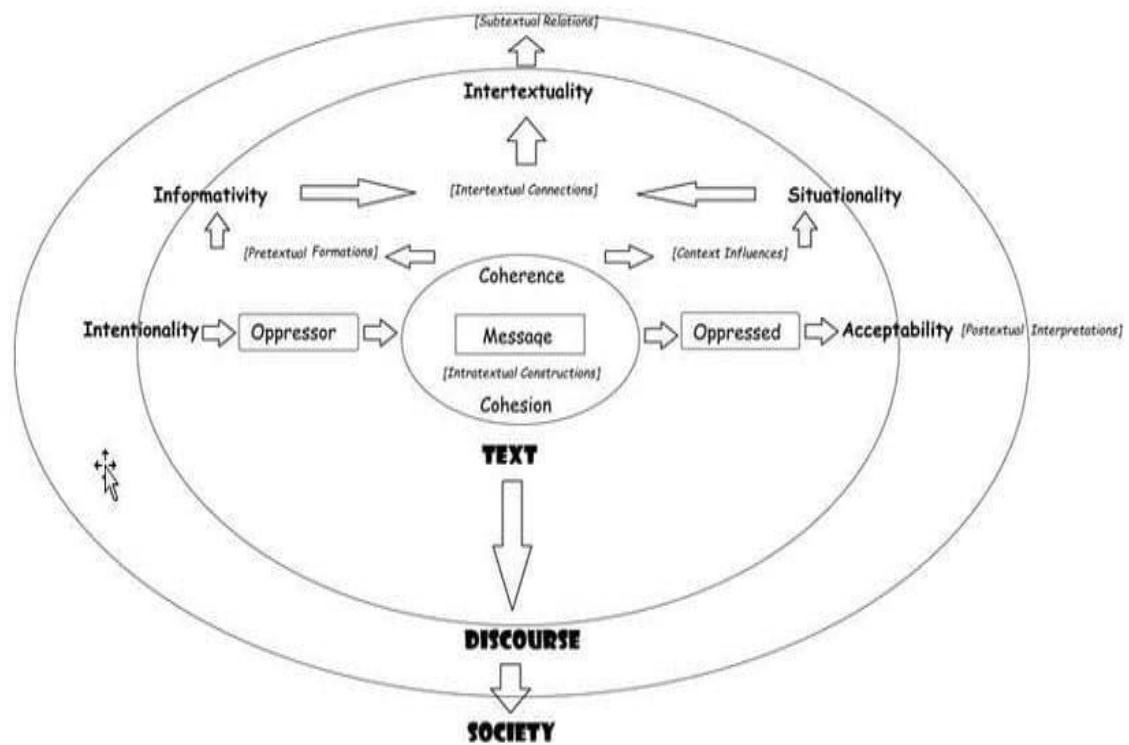 [Subtextual Relations]
Intertextuality
Informativity
[Intertextual Connections]
Situationality
[Pretextual Formations]
[Context Influences]
Coherence
Intentionality
Oppressor
Message
Oppressed
Acceptability
[Postextual Interpretations]
[Intratextual Constructions]
Cohesion
TEXT
DISCOURSE
SOCIETY